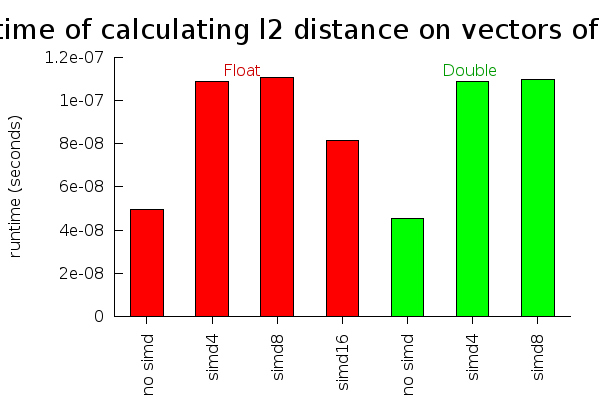 time of calculating l2 distance on vectors of
1.2e-07
1e-07
8e-08
6e-08
4e-08
2e-08
0
runtime (seconds)
Float
Double
no simd
simd4
simd8
simd16
no simd
simd4
simd8